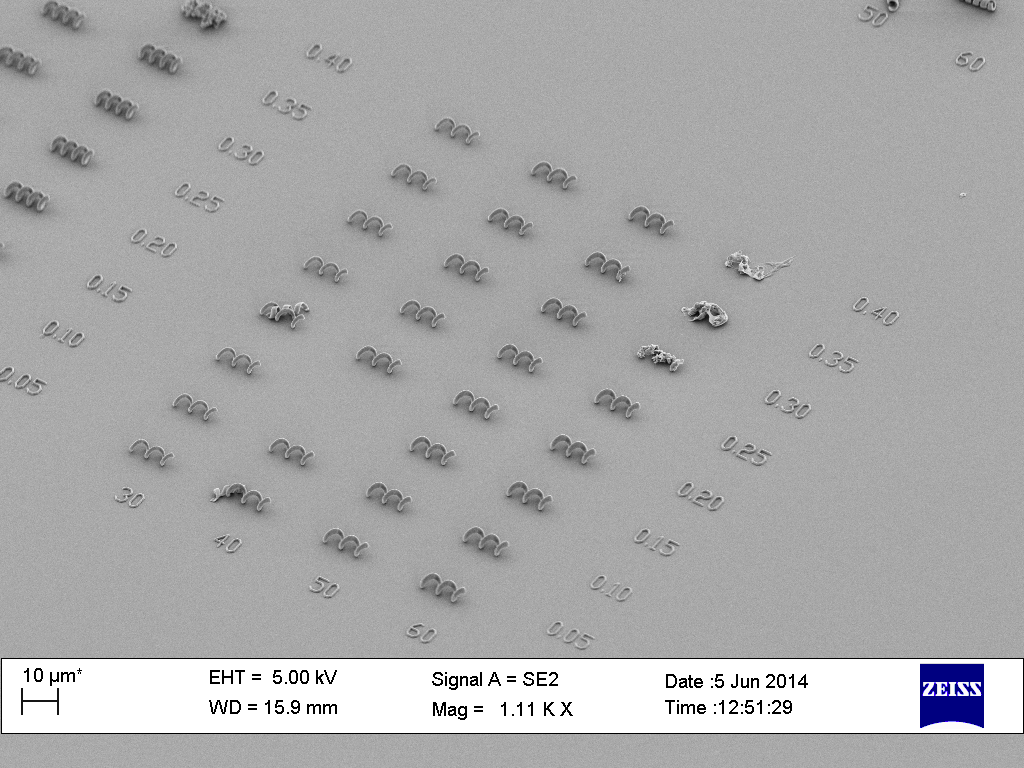 50
60
0.40
0.35
0.30
0.25
0.20
0.15
0.10
0.05
0.40
0.35
0.30
0.25
0.20
0.15
0.10
0.05
30
40
50
60
10 µm*
EHT = 5.00 kV
Signal A = SE2
Date :5 Jun 2014
WD = 15.9 mm
Mag = 1.11 K X
Time :12:51:29
ZEISS